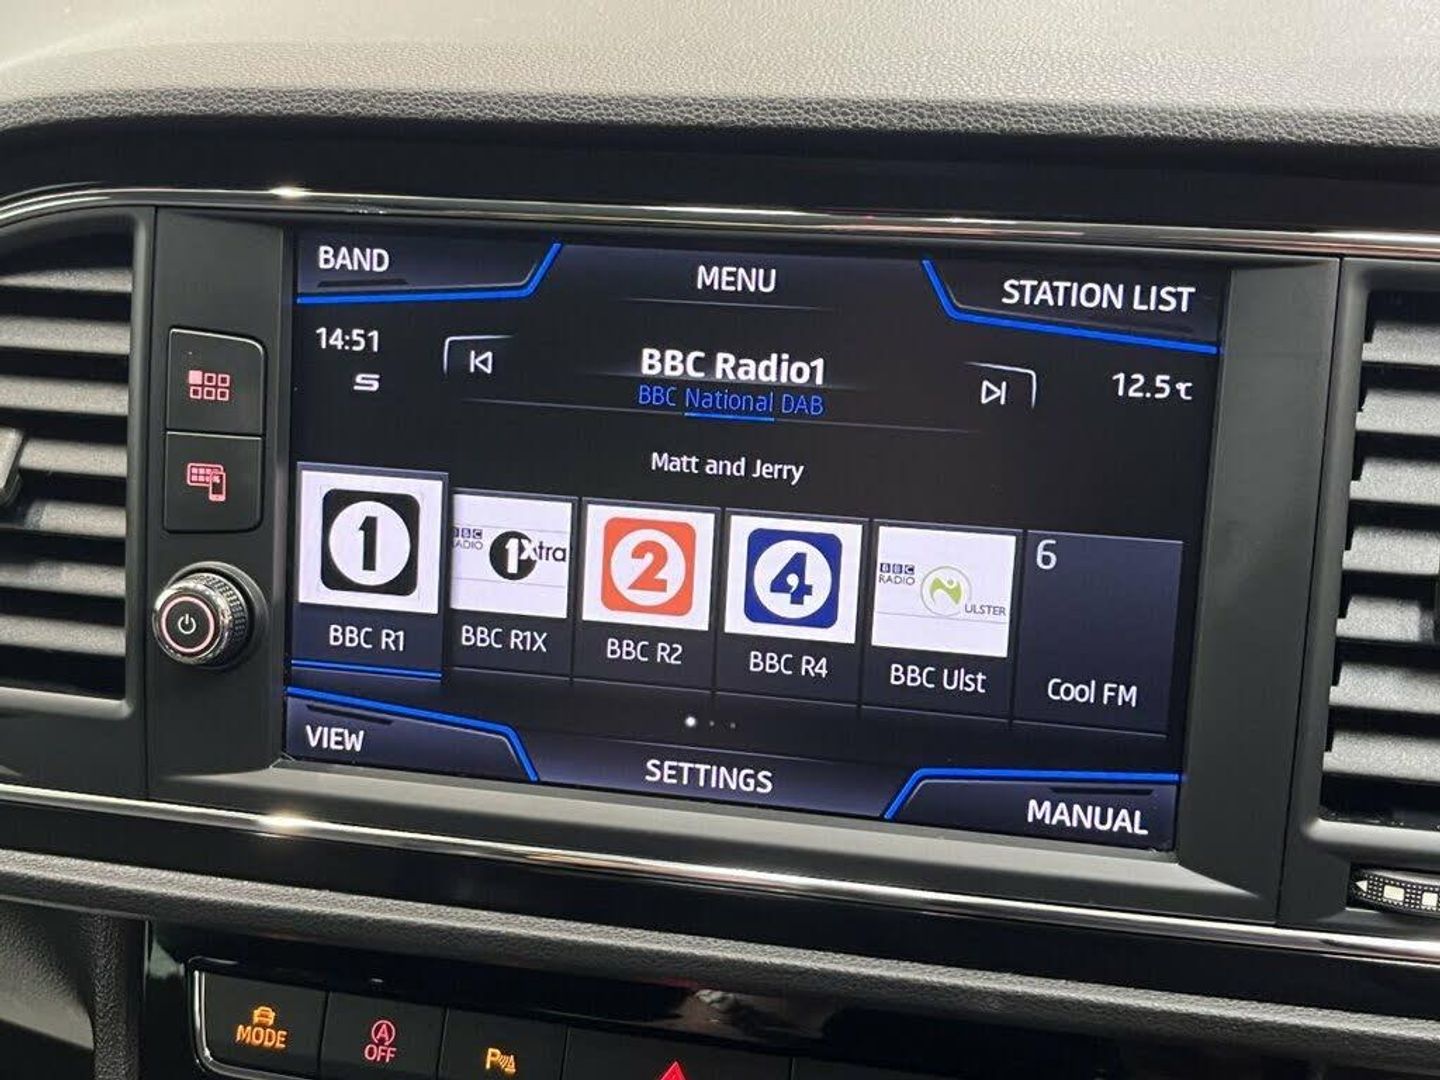 BAND
MENU
STATION LIST
14:51
S
BBC Radio1
12.5℃
BBC National DAB
Matt and Jerry
1
BBC RADIO 1Xtra
2
4
BBC RADIO ULSTER
6
BBC R1
BBC R1X
BBC R2
BBC R4
BBC Ulst
Cool FM
VIEW
SETTINGS
MANUAL
MODE
A
OFF
P